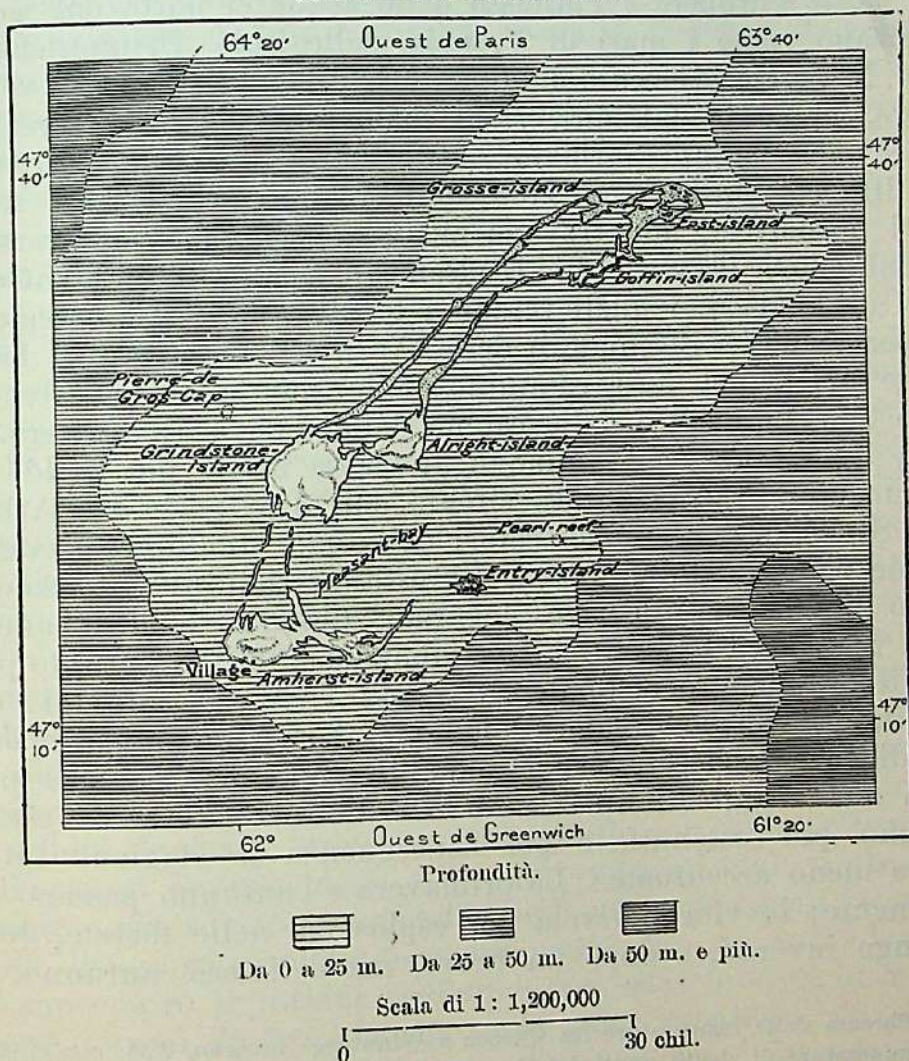 64°20' Ouest de Paris 63°40'
47° 47°
40' 40'
Grosse-island
East-island
Coffin-island
Pierre-de
Gros-Cap
Grindstone-
island
Alright-island
Pleasant-bay
Pearl-reef
Entry-island
Village
Amherst-island
47° 47°
10' 10'
62° Ouest de Greenwich 61°20'
Profondità.
Da 0 a 25 m. Da 25 a 50 m. Da 50 m. e più.
Scala di 1 : 1,200,000
0 30 chil.